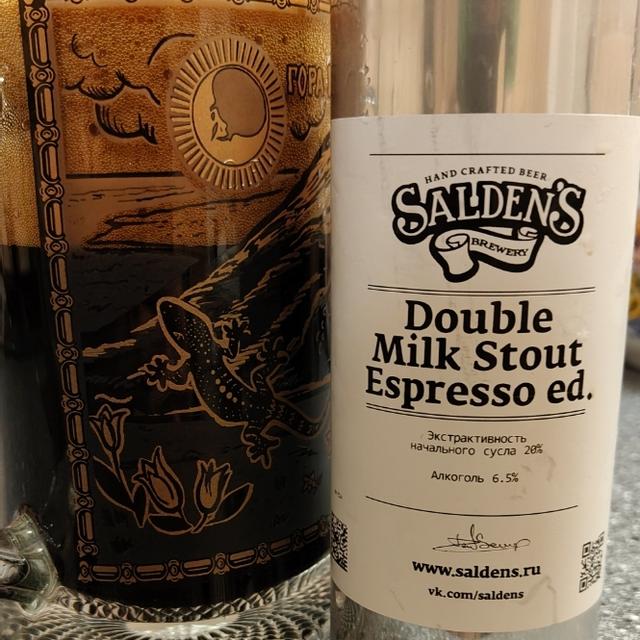 ГОРА
HAND CRAFTED BEER
SALDEN'S
BREWERY
Double
Milk Stout
Espresso ed.
Экстрактивность
начального сусла 20%
Алкоголь 6.5%
www.saldens.ru
vk.com/saldens